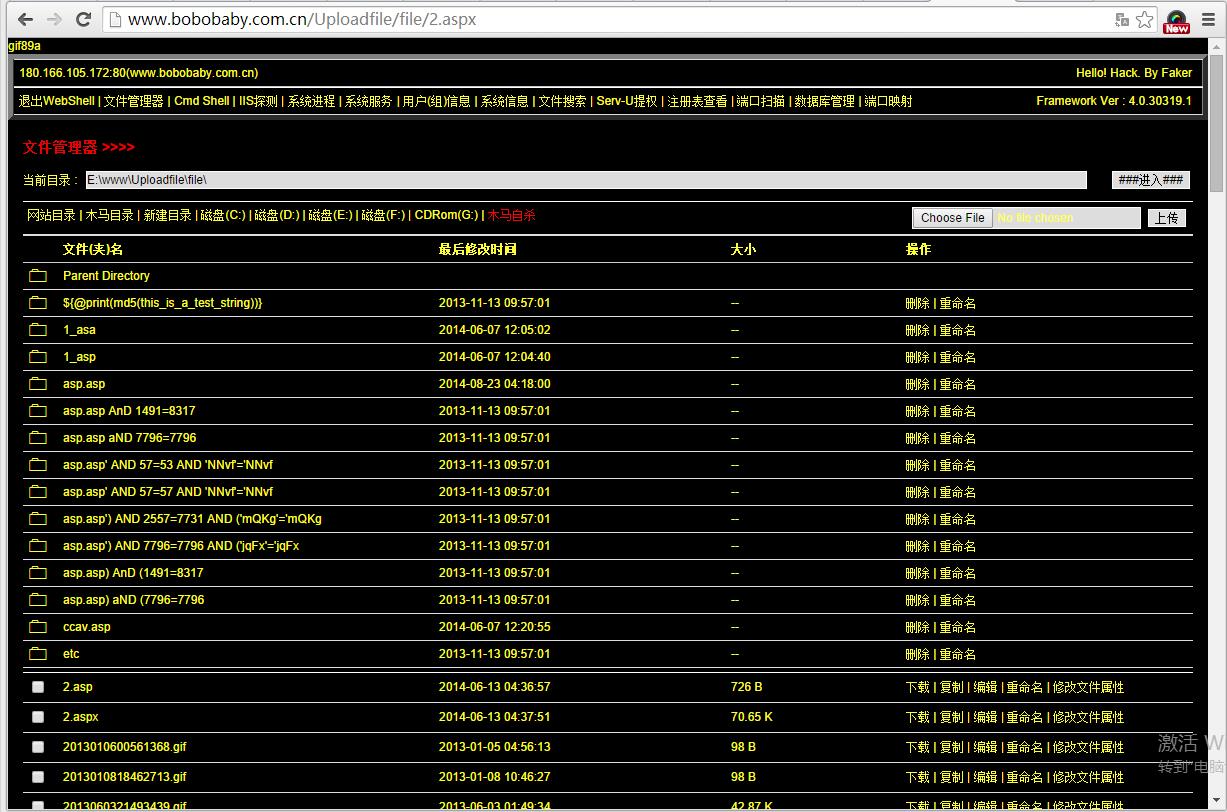 www.bobobaby.com.cn/Uploadfile/file/2.aspx
New
gif89a
180.166.105.172:80(www.bobobaby.com.cn) Hello! Hack. By Faker
退出WebShell | 文件管理器 | Cmd Shell | IIS探测 | 系统进程 | 系统服务 | 用户(组)信息 | 系统信息 | 文件搜索 | Serv-U提权 | 注册表查看 | 端口扫描 | 数据库管理 | 端口映射 Framework Ver : 4.0.30319.1
文件管理器 >>>>
当前目录 : E:\www\Uploadfile\file\ ###进入###
网站目录 | 木马目录 | 新建目录 | 磁盘(C:) | 磁盘(D:) | 磁盘(E:) | 磁盘(F:) | CDRom(G:) | 木马自杀 Choose File No file chosen 上传
文件(夹)名 最后修改时间 大小 操作
Parent Directory
${@print(md5(this_is_a_test_string))} 2013-11-13 09:57:01 -- 删除 | 重命名
1_asa 2014-06-07 12:05:02 -- 删除 | 重命名
1_asp 2014-06-07 12:04:40 -- 删除 | 重命名
asp.asp 2014-08-23 04:18:00 -- 删除 | 重命名
asp.asp AnD 1491=8317 2013-11-13 09:57:01 -- 删除 | 重命名
asp.asp aND 7796=7796 2013-11-13 09:57:01 -- 删除 | 重命名
asp.asp' AND 57=53 AND 'NNvf'='NNvf 2013-11-13 09:57:01 -- 删除 | 重命名
asp.asp' AND 57=57 AND 'NNvf'='NNvf 2013-11-13 09:57:01 -- 删除 | 重命名
asp.asp') AND 2557=7731 AND ('mQKg'='mQKg 2013-11-13 09:57:01 -- 删除 | 重命名
asp.asp') AND 7796=7796 AND ('jqFx'='jqFx 2013-11-13 09:57:01 -- 删除 | 重命名
asp.asp) AnD (1491=8317 2013-11-13 09:57:01 -- 删除 | 重命名
asp.asp) aND (7796=7796 2013-11-13 09:57:01 -- 删除 | 重命名
ccav.asp 2014-06-07 12:20:55 -- 删除 | 重命名
etc 2013-11-13 09:57:01 -- 删除 | 重命名
2.asp 2014-06-13 04:36:57 726 B 下载 | 复制 | 编辑 | 重命名 | 修改文件属性
2.aspx 2014-06-13 04:37:51 70.65 K 下载 | 复制 | 编辑 | 重命名 | 修改文件属性
2013010600561368.gif 2013-01-05 04:56:13 98 B 下载 | 复制 | 编辑 | 重命名 | 修改文件属性
激活 W
2013010818462713.gif 2013-01-08 10:46:27 98 B 下载 | 复制 | 编辑 | 重命名 | 修改文件属性
转到"电脑
2013060321493439.gif 2013-06-03 01:49:34 42.87 K 下载 | 复制 | 编辑 | 重命名 | 修改文件属性